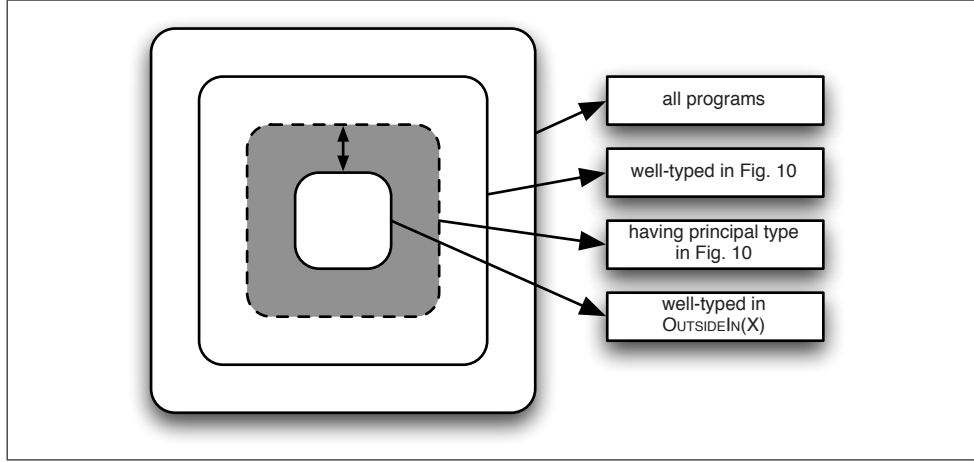 all programs
well-typed in Fig. 10
having principal type
in Fig. 10
well-typed in
OUTSIDEIN(X)